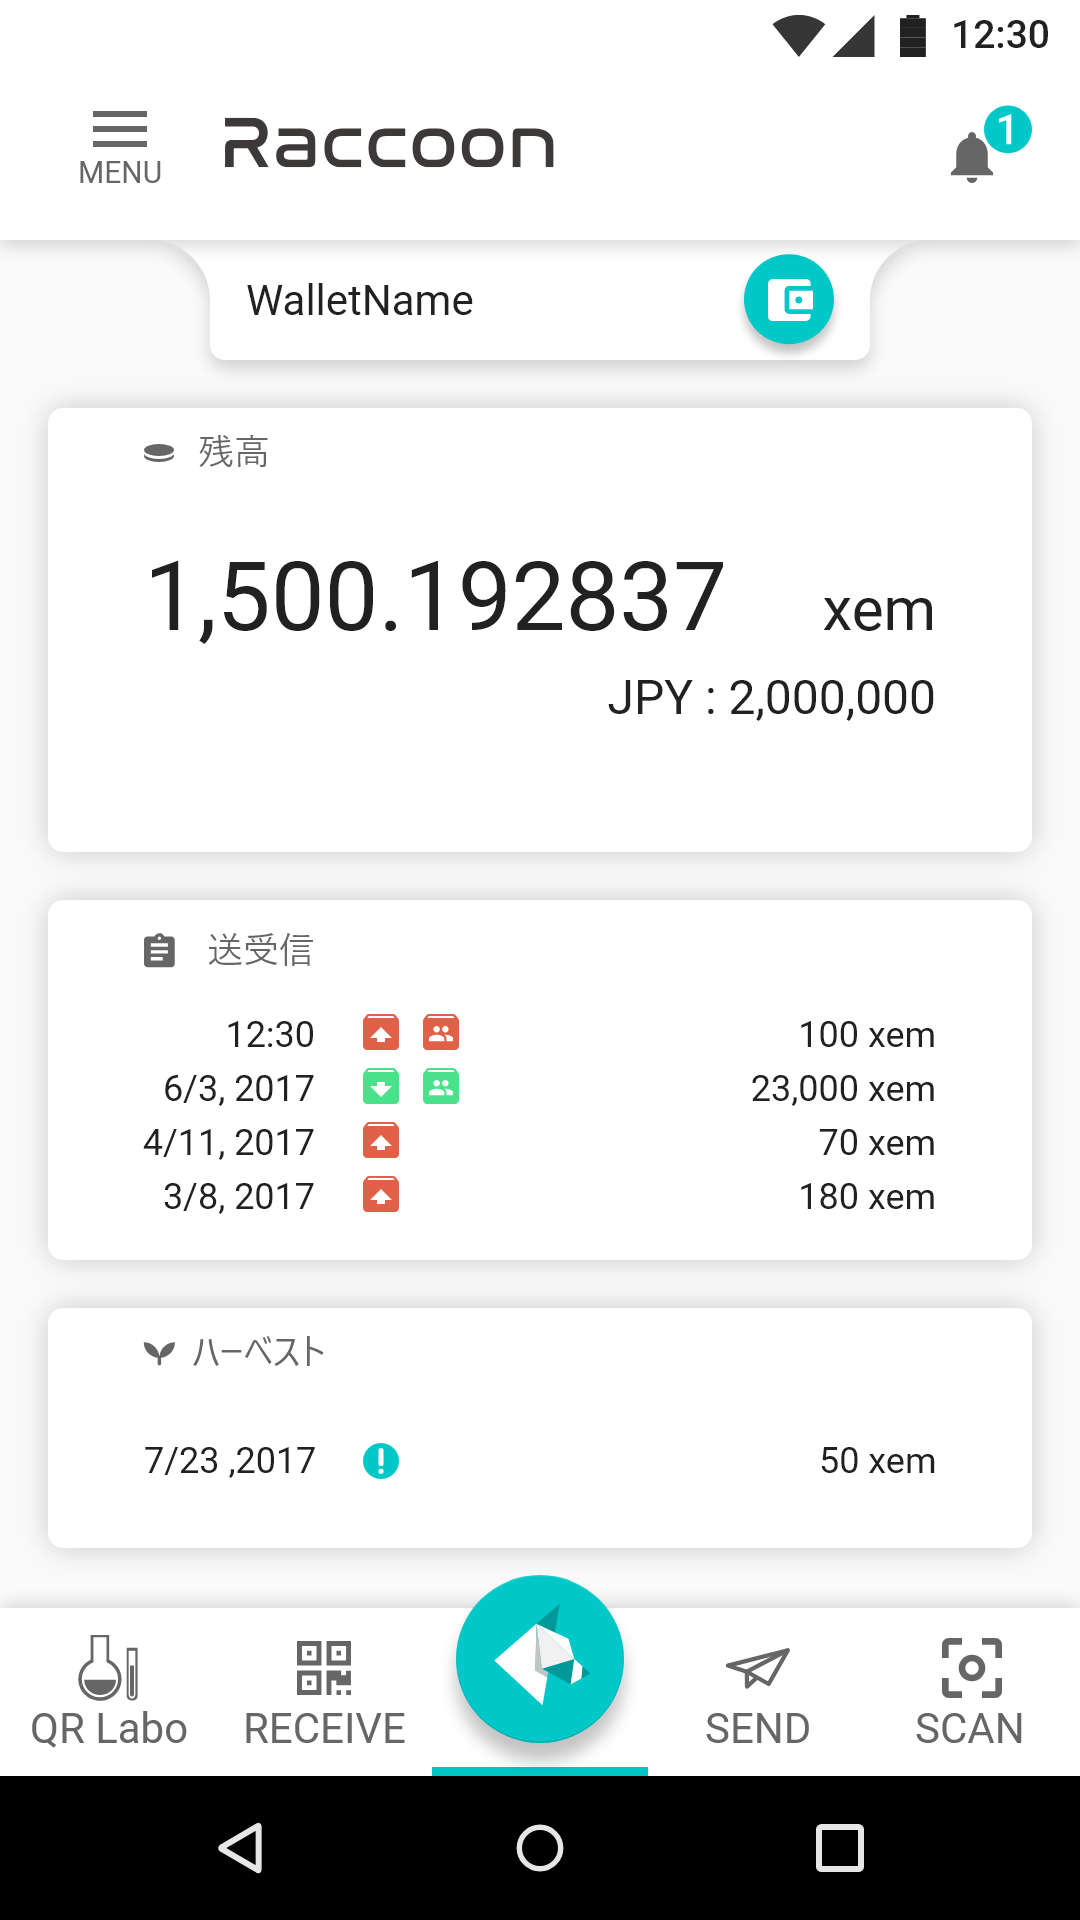 12:30
MENU
Raccoon
1
WalletName
残高
1,500.192837 xem
JPY : 2,000,000
送受信
12:30 100 xem
6/3, 2017 23,000 xem
4/11, 2017 70 xem
3/8, 2017 180 xem
ハーベスト
7/23 ,2017 50 xem
QR Labo RECEIVE SEND SCAN